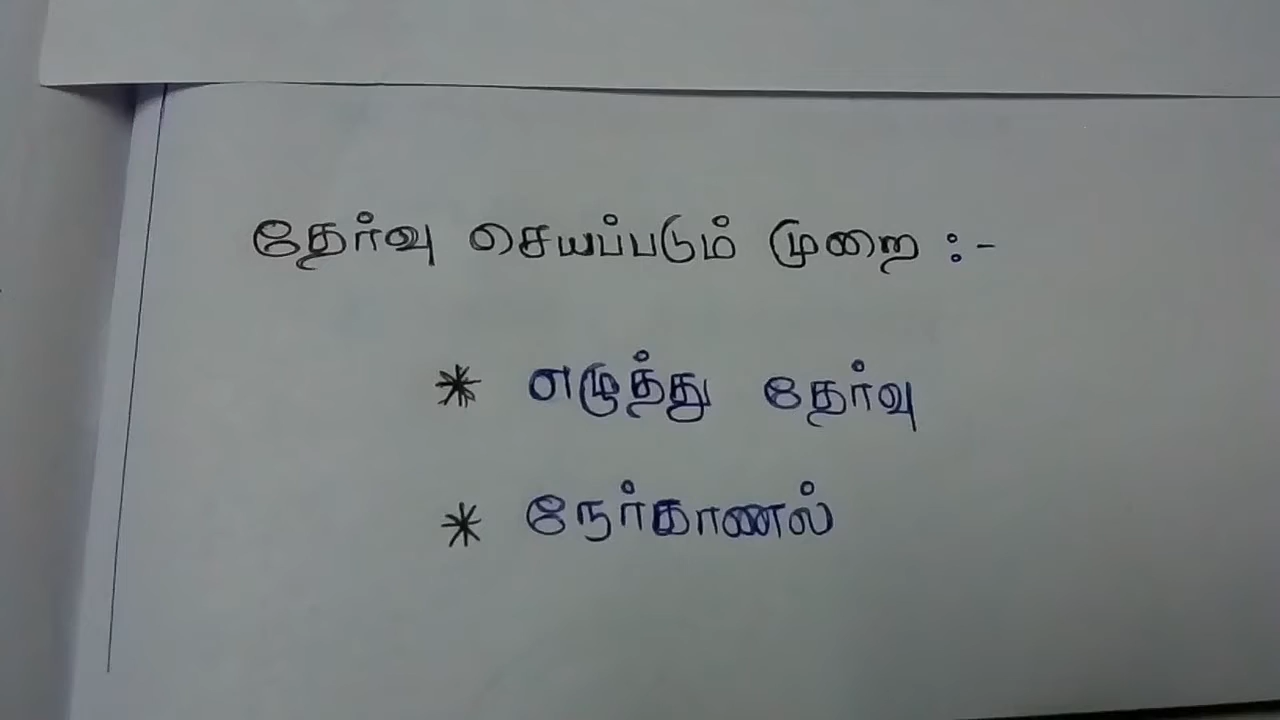 தேர்வு செயப்படும் முறை :-
* எழுத்து தேர்வு
* நேர்காணல்